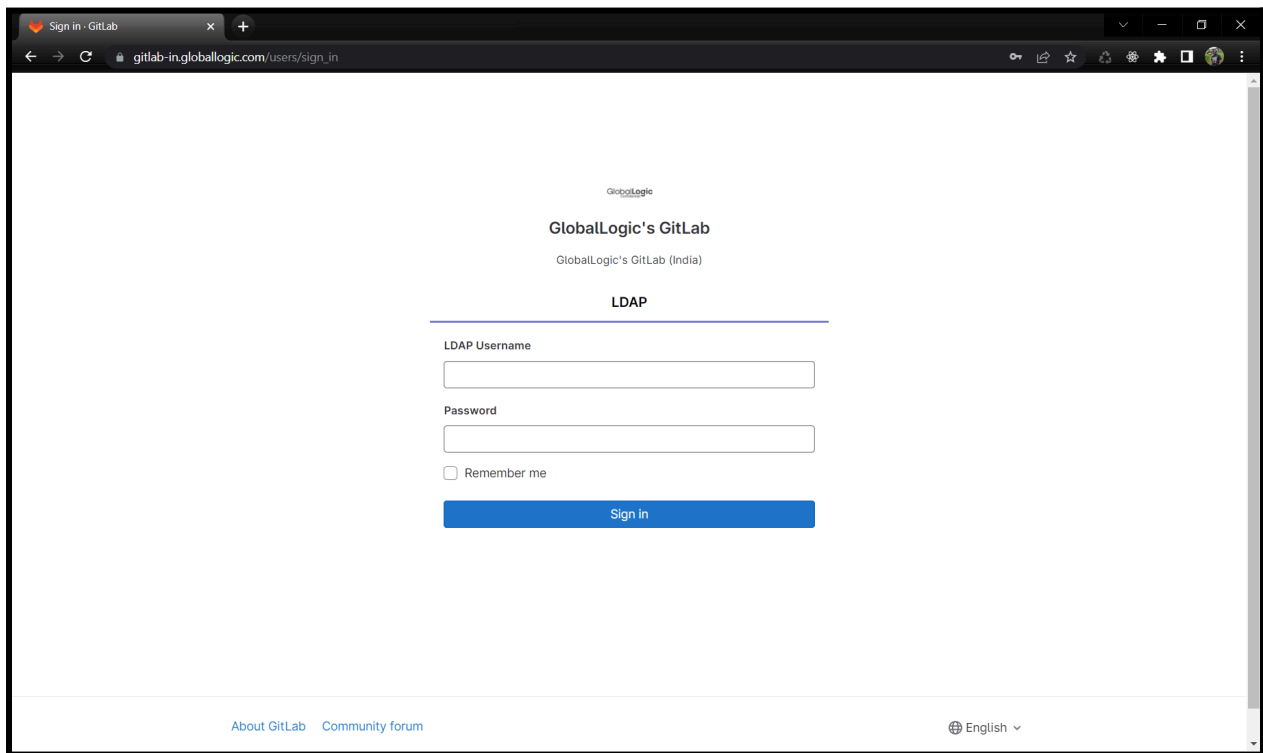 Sign in · GitLab
gitlab-in.globallogic.com/users/sign_in
GlobalLogic
GlobalLogic's GitLab
GlobalLogic's GitLab (India)
LDAP
LDAP Username
Password
Remember me
Sign in
About GitLab Community forum English